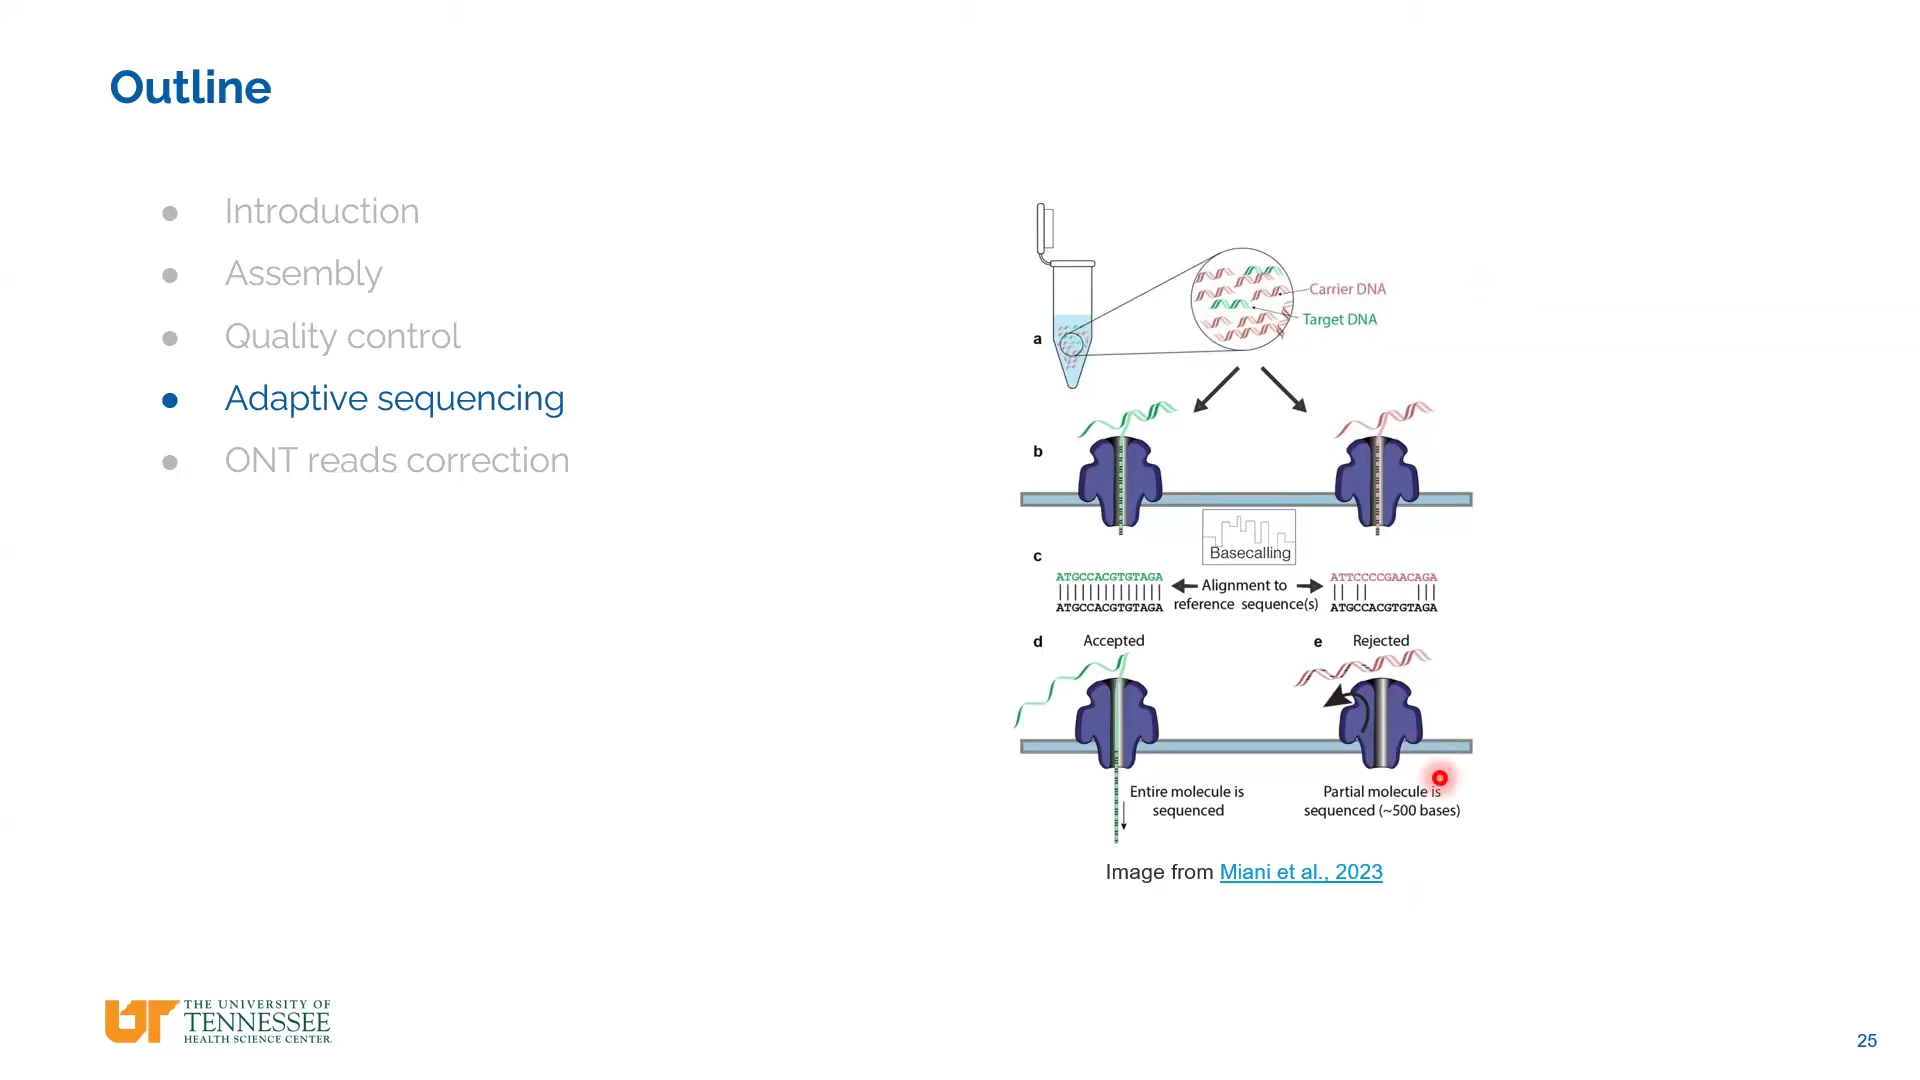 Outline
● Introduction
● Assembly
● Quality control
● Adaptive sequencing
● ONT reads correction
Carrier DNA
Target DNA
a
b
Basecalling
c
ATGCCACGTGTAGA
ATGCCACGTGTAGA
Alignment to
reference sequence(s)
ATTCCCCGAACAGA
ATGCCACGTGTAGA
d Accepted
e Rejected
Entire molecule is
sequenced
Partial molecule is
sequenced (~500 bases)
Image from Miani et al., 2023
UT
THE UNIVERSITY OF
TENNESSEE
HEALTH SCIENCE CENTER.
25